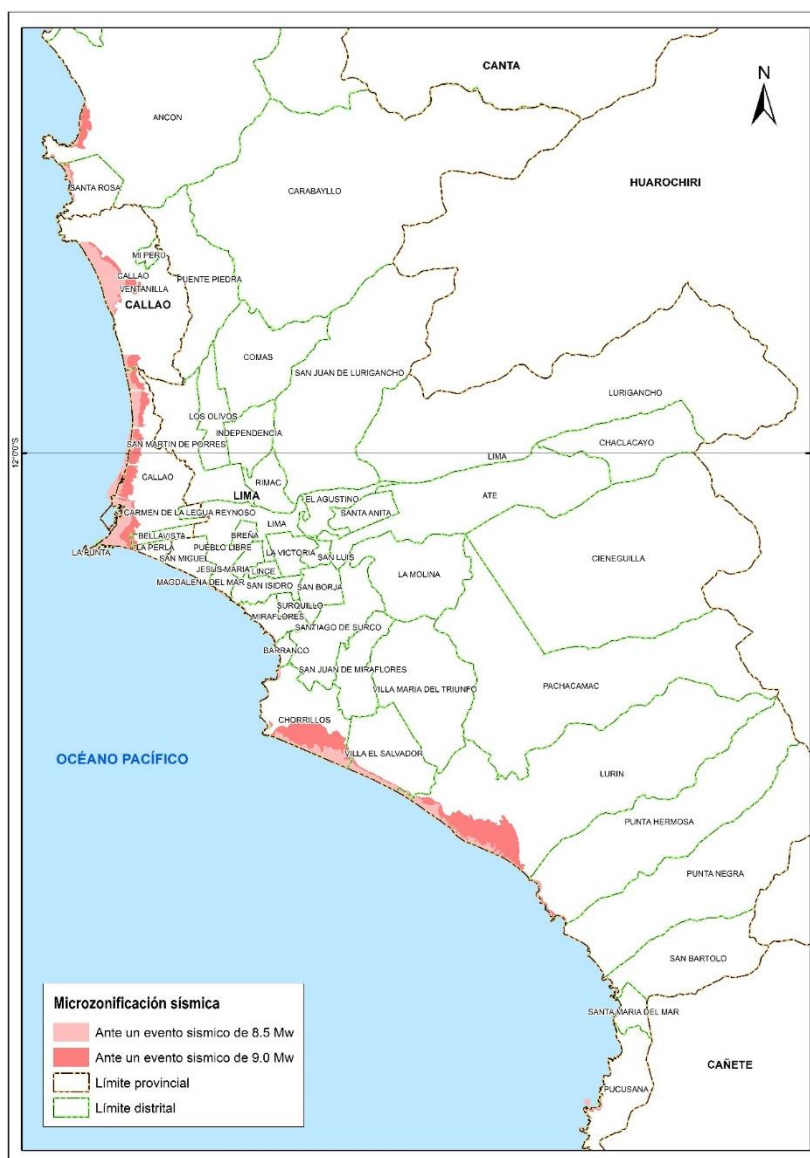 CANTA
N
ANCON
HUAROCHIRI
SANTA ROSA
CARABAYLLO
MI PERU
CALLAO
PUENTE PIEDRA
VENTANILLA
CALLAO
COMAS
SAN JUAN DE LURIGANCHO
LURIGANCHO
LOS OLIVOS
INDEPENDENCIA
CHACLACAYO
SAN MARTIN DE PORRES
12°0'0"S
LIMA
CALLAO
RIMAC
LIMA
EL AGUSTINO
ATE
SANTA ANITA
CARMEN DE LA LEGUA REYNOSO
LIMA
BELLAVISTA
BREÑA
LA PUNTA
LA PERLA
PUEBLO LIBRE
LA VICTORIA
SAN LUIS
SAN MIGUEL
CIENEGUILLA
JESUS MARIA
LINCE
LA MOLINA
MAGDALENA DEL MAR
SAN ISIDRO
SAN BORJA
SURQUILLO
MIRAFLORES
SANTIAGO DE SURCO
BARRANCO
SAN JUAN DE MIRAFLORES
VILLA MARIA DEL TRIUNFO
PACHACAMAC
CHORRILLOS
VILLA EL SALVADOR
OCÉANO PACÍFICO
LURIN
PUNTA HERMOSA
PUNTA NEGRA
SAN BARTOLO
SANTA MARIA DEL MAR
CAÑETE
PUCUSANA
Microzonificación sísmica
Ante un evento sismico de 8.5 Mw
Ante un evento sismico de 9.0 Mw
Límite provincial
Límite distrital